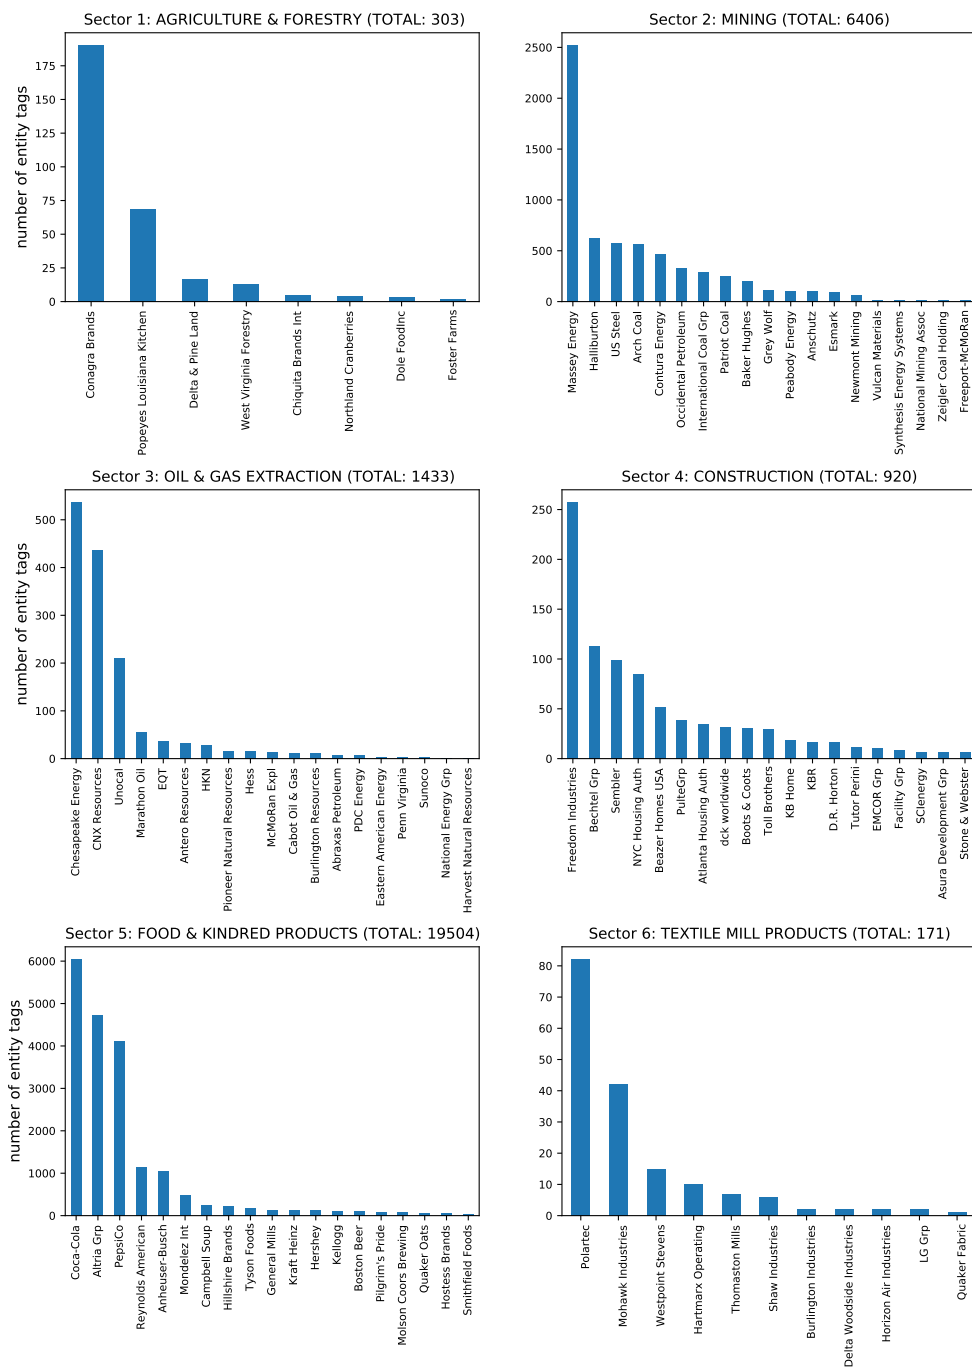 Sector 1: AGRICULTURE & FORESTRY (TOTAL: 303)
number of entity tags
175
150
125
100
75
50
25
0
Conagra Brands
Popeyes Louisiana Kitchen
Delta & Pine Land
West Virginia Forestry
Chiquita Brands Int
Northland Cranberries
Dole FoodInc
Foster Farms
Sector 2: MINING (TOTAL: 6406)
2500
2000
1500
1000
500
0
Massey Energy
Halliburton
US Steel
Arch Coal
Contura Energy
Occidental Petroleum
International Coal Grp
Patriot Coal
Baker Hughes
Grey Wolf
Peabody Energy
Anschutz
Esmark
Newmont Mining
Vulcan Materials
Synthesis Energy Systems
National Mining Assoc
Zeigler Coal Holding
Freeport-McMoRan
Sector 3: OIL & GAS EXTRACTION (TOTAL: 1433)
number of entity tags
500
400
300
200
100
0
Chesapeake Energy
CNX Resources
Unocal
Marathon Oil
EQT
Antero Resources
HKN
Pioneer Natural Resources
Hess
McMoRan Expl
Cabot Oil & Gas
Burlington Resources
Abraxas Petroleum
PDC Energy
Eastern American Energy
Penn Virginia
Sunoco
National Energy Grp
Harvest Natural Resources
Sector 4: CONSTRUCTION (TOTAL: 920)
250
200
150
100
50
0
Freedom Industries
Bechtel Grp
Sembler
NYC Housing Auth
Beazer Homes USA
PulteGrp
Atlanta Housing Auth
dck worldwide
Boots & Coots
Toll Brothers
KB Home
KBR
D.R. Horton
Tutor Perini
EMCOR Grp
Facility Grp
SCIenergy
Asura Development Grp
Stone & Webster
Sector 5: FOOD & KINDRED PRODUCTS (TOTAL: 19504)
number of entity tags
6000
5000
4000
3000
2000
1000
0
Coca-Cola
Altria Grp
PepsiCo
Reynolds American
Anheuser-Busch
Mondelez Int
Campbell Soup
Hillshire Brands
Tyson Foods
General Mills
Kraft Heinz
Hershey
Kellogg
Boston Beer
Pilgrim's Pride
Molson Coors Brewing
Quaker Oats
Hostess Brands
Smithfield Foods
Sector 6: TEXTILE MILL PRODUCTS (TOTAL: 171)
80
70
60
50
40
30
20
10
0
Polartec
Mohawk Industries
Westpoint Stevens
Hartmarx Operating
Thomaston Mills
Shaw Industries
Burlington Industries
Delta Woodside Industries
Horizon Air Industries
LG Grp
Quaker Fabric